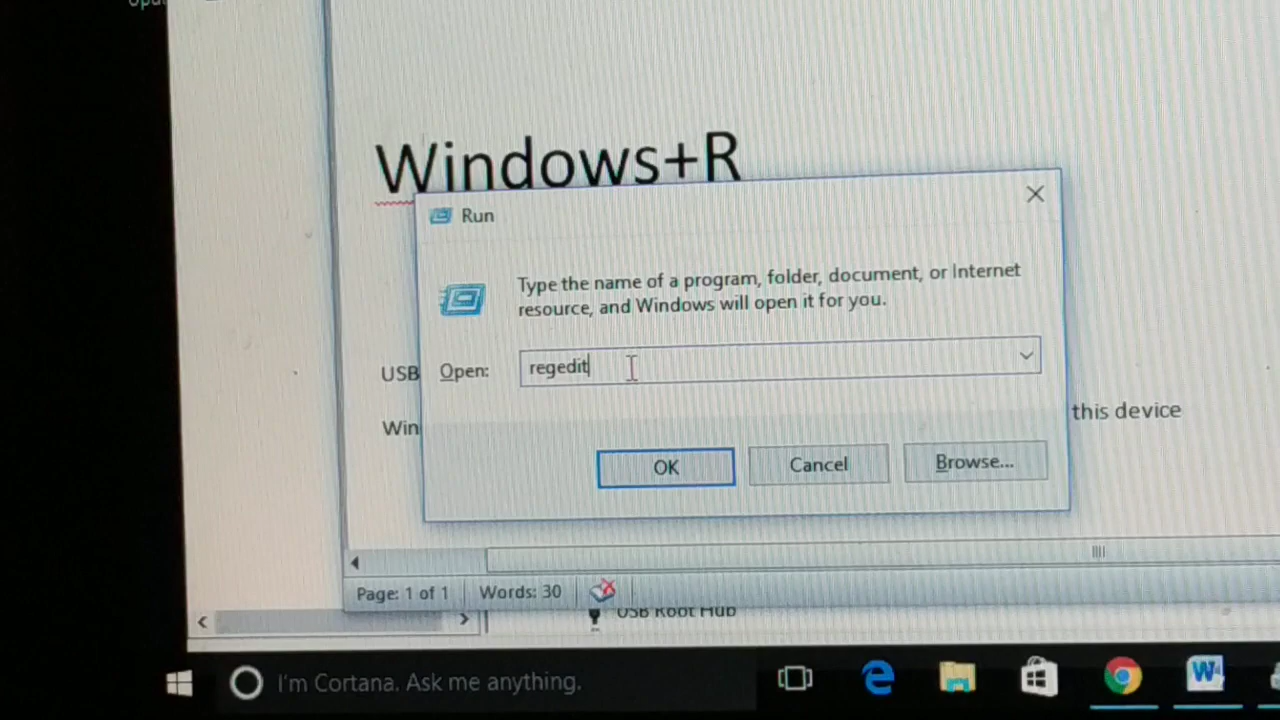 Windows+R
Run
Type the name of a program, folder, document, or Internet
resource, and Windows will open it for you.
USB
Open: regedit
Win
this device
OK Cancel Browse...
Page: 1 of 1 Words: 30
USB Root Hub
I'm Cortana. Ask me anything.